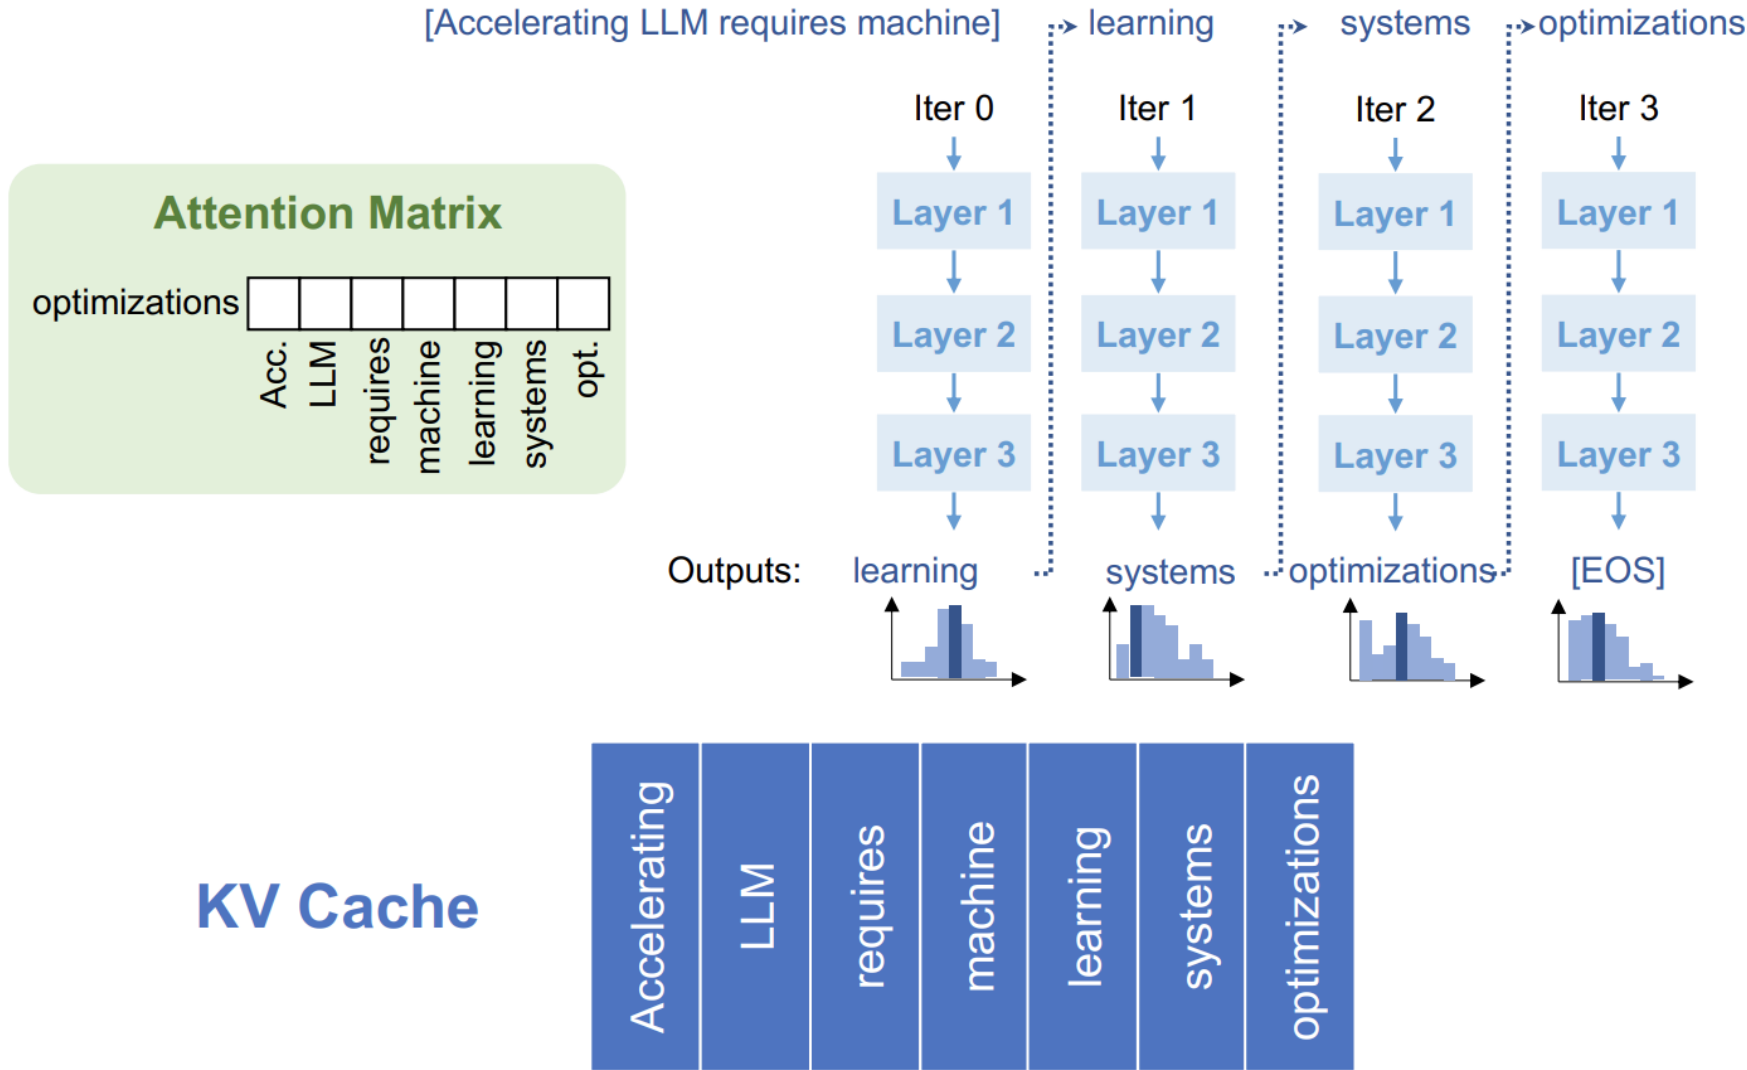 [Accelerating LLM requires machine] learning systems optimizations
Iter 0 Iter 1 Iter 2 Iter 3
Attention Matrix
Layer 1 Layer 1 Layer 1 Layer 1
optimizations
Acc. LLM requires machine learning systems opt.
Layer 2 Layer 2 Layer 2 Layer 2
Layer 3 Layer 3 Layer 3 Layer 3
Outputs: learning systems optimizations [EOS]
KV Cache
Accelerating
LLM
requires
machine
learning
systems
optimizations